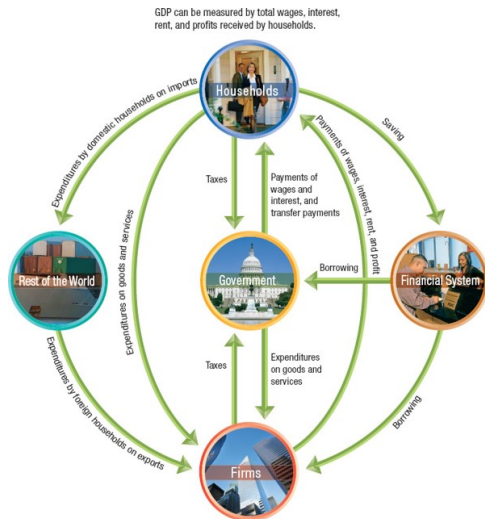 GDP can be measured by total wages, interest,
rent, and profits received by households.
Households
Expenditures by domestic households on imports
Expenditures on goods and services
Taxes
Payments of
wages and
interest, and
transfer payments
Payments of wages, interest, rent, and profit
Saving
Rest of the World
Government
Borrowing
Financial System
Expenditures by foreign households on exports
Taxes
Expenditures
on goods and
services
Borrowing
Firms